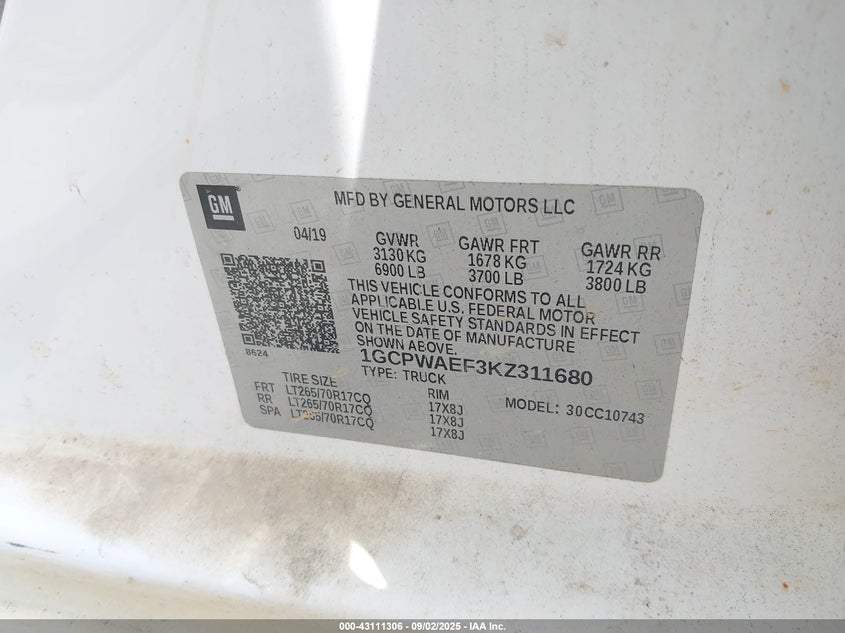 GM
MFD BY GENERAL MOTORS LLC
04/19
GVWR
3130 KG
6900 LB
GAWR FRT
1678 KG
3700 LB
GAWR RR
1724 KG
3800 LB
THIS VEHICLE CONFORMS TO ALL
APPLICABLE U.S. FEDERAL MOTOR
VEHICLE SAFETY STANDARDS IN EFFECT
ON THE DATE OF MANUFACTURE
SHOWN ABOVE.
8624
1GCPWAEF3KZ311680
TYPE: TRUCK
TIRE SIZE
RIM
FRT LT265/70R17CQ 17X8J
RR LT265/70R17CQ 17X8J
SPA LT265/70R17CQ 17X8J
MODEL: 30CC10743
000-43111306 - 09/02/2025 - IAA Inc.